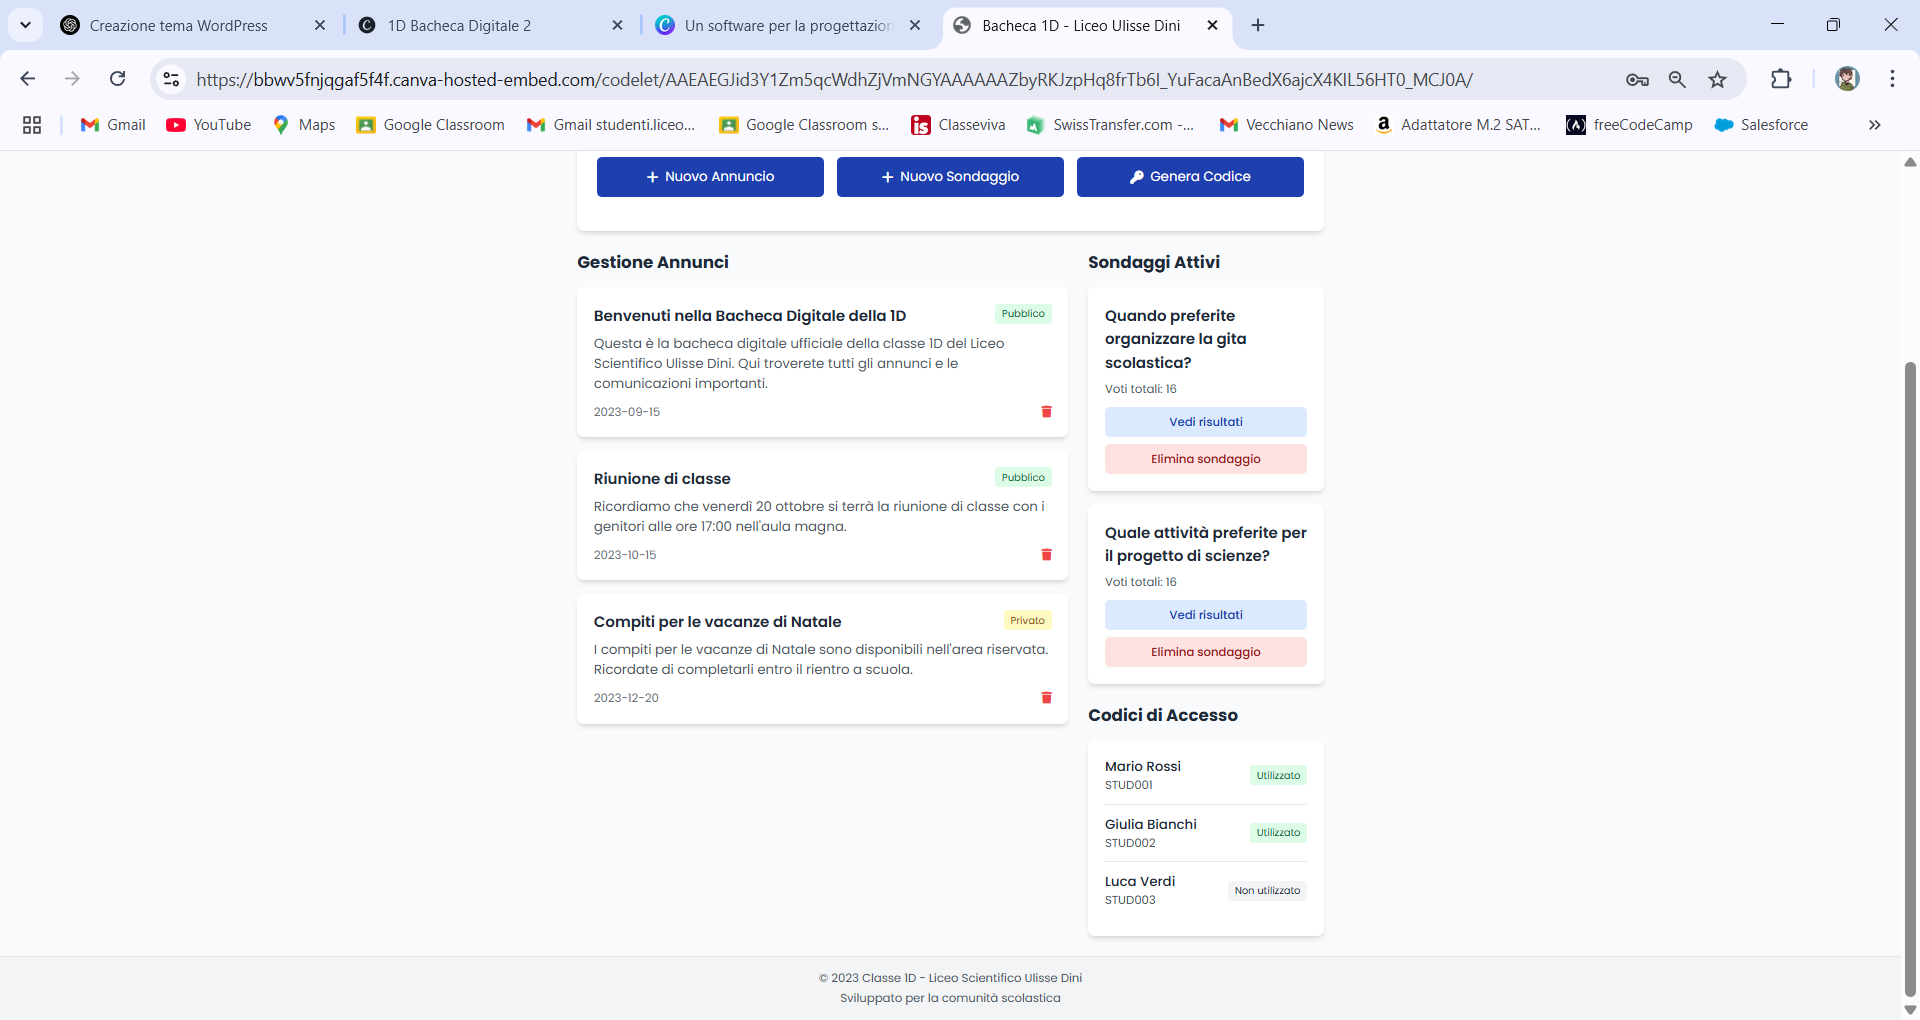 Creazione tema WordPress
1D Bacheca Digitale 2
Un software per la progettazion
Bacheca 1D - Liceo Ulisse Dini
https://bbwv5fnjqgaf5f4f.canva-hosted-embed.com/codelet/AAEAEGJid3Y1Zm5qcWdhZjVmNGYAAAAAAZbyRKJzpHq8frTb6I_YuFacaAnBedX6ajcX4KIL56HT0_MCJ0A/
Gmail
YouTube
Maps
Google Classroom
Gmail studenti.liceo...
Google Classroom s...
Classeviva
SwissTransfer.com -...
Vecchiano News
Adattatore M.2 SAT...
freeCodeCamp
Salesforce
+ Nuovo Annuncio
+ Nuovo Sondaggio
Genera Codice
Gestione Annunci
Benvenuti nella Bacheca Digitale della 1D
Pubblico
Questa è la bacheca digitale ufficiale della classe 1D del Liceo
Scientifico Ulisse Dini. Qui troverete tutti gli annunci e le
comunicazioni importanti.
2023-09-15
Riunione di classe
Pubblico
Ricordiamo che venerdì 20 ottobre si terrà la riunione di classe con i
genitori alle ore 17:00 nell'aula magna.
2023-10-15
Compiti per le vacanze di Natale
Privato
I compiti per le vacanze di Natale sono disponibili nell'area riservata.
Ricordate di completarli entro il rientro a scuola.
2023-12-20
Sondaggi Attivi
Quando preferite
organizzare la gita
scolastica?
Voti totali: 16
Vedi risultati
Elimina sondaggio
Quale attività preferite per
il progetto di scienze?
Voti totali: 16
Vedi risultati
Elimina sondaggio
Codici di Accesso
Mario Rossi
STUD001
Utilizzato
Giulia Bianchi
STUD002
Utilizzato
Luca Verdi
STUD003
Non utilizzato
© 2023 Classe 1D - Liceo Scientifico Ulisse Dini
Sviluppato per la comunità scolastica